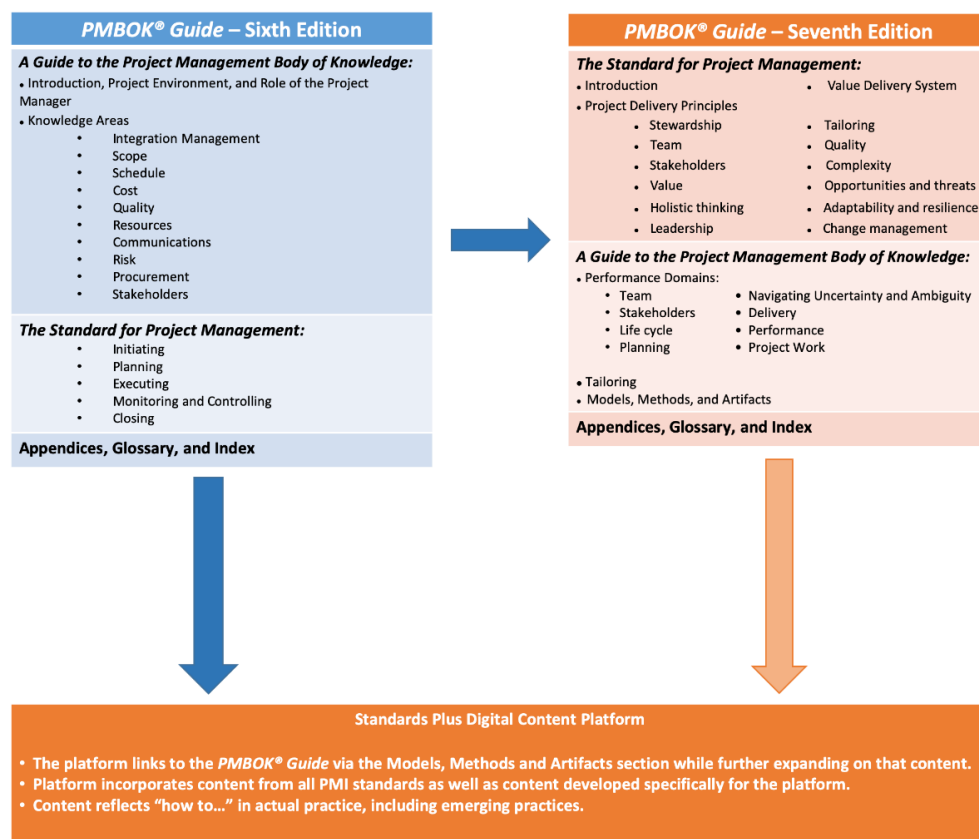 PMBOK® Guide – Sixth Edition
A Guide to the Project Management Body of Knowledge:
• Introduction, Project Environment, and Role of the Project
Manager
• Knowledge Areas
• Integration Management
• Scope
• Schedule
• Cost
• Quality
• Resources
• Communications
• Risk
• Procurement
• Stakeholders
The Standard for Project Management:
• Initiating
• Planning
• Executing
• Monitoring and Controlling
• Closing
Appendices, Glossary, and Index
PMBOK® Guide – Seventh Edition
The Standard for Project Management:
• Introduction
• Value Delivery System
• Project Delivery Principles
• Stewardship
• Team
• Stakeholders
• Value
• Holistic thinking
• Leadership
• Tailoring
• Quality
• Complexity
• Opportunities and threats
• Adaptability and resilience
• Change management
A Guide to the Project Management Body of Knowledge:
• Performance Domains:
• Team
• Stakeholders
• Life cycle
• Planning
• Navigating Uncertainty and Ambiguity
• Delivery
• Performance
• Project Work
• Tailoring
• Models, Methods, and Artifacts
Appendices, Glossary, and Index
Standards Plus Digital Content Platform
• The platform links to the PMBOK® Guide via the Models, Methods and Artifacts section while further expanding on that content.
• Platform incorporates content from all PMI standards as well as content developed specifically for the platform.
• Content reflects “how to…” in actual practice, including emerging practices.